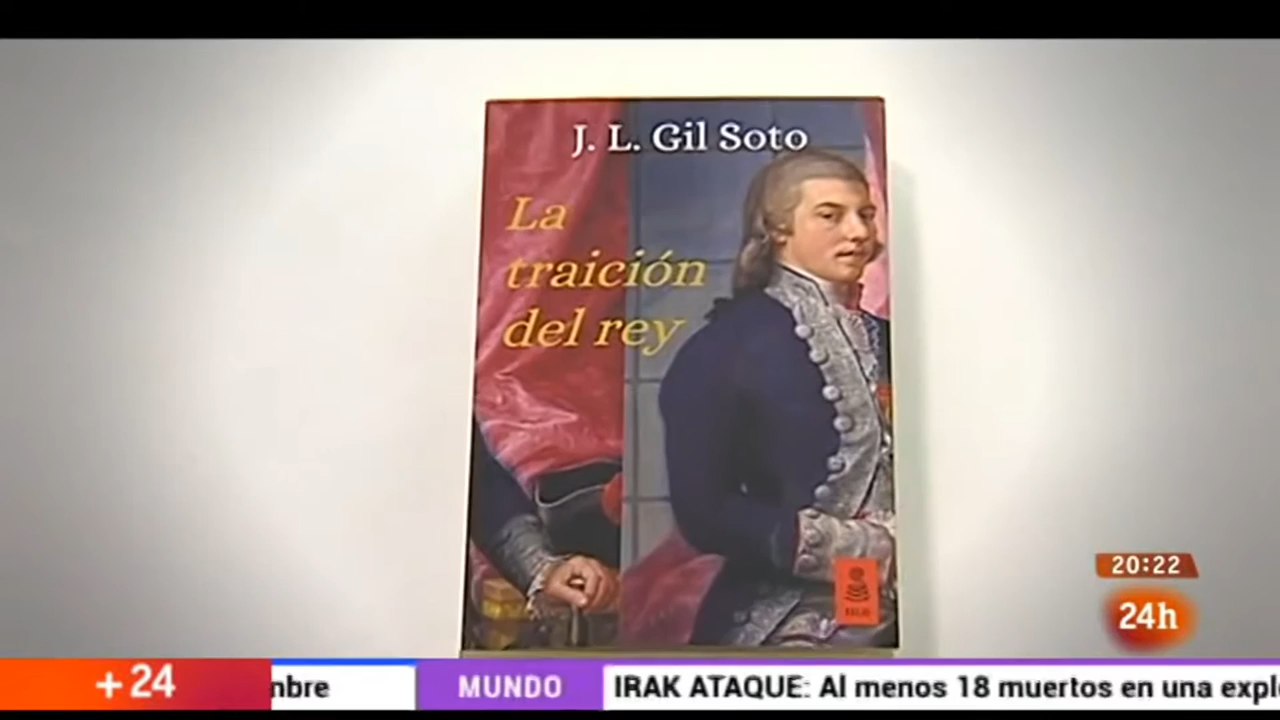 J. L. Gil Soto
La
traición
del rey
20:22
24h
+24
nbre
MUNDO
IRAK ATAQUE: Al menos 18 muertos en una expl